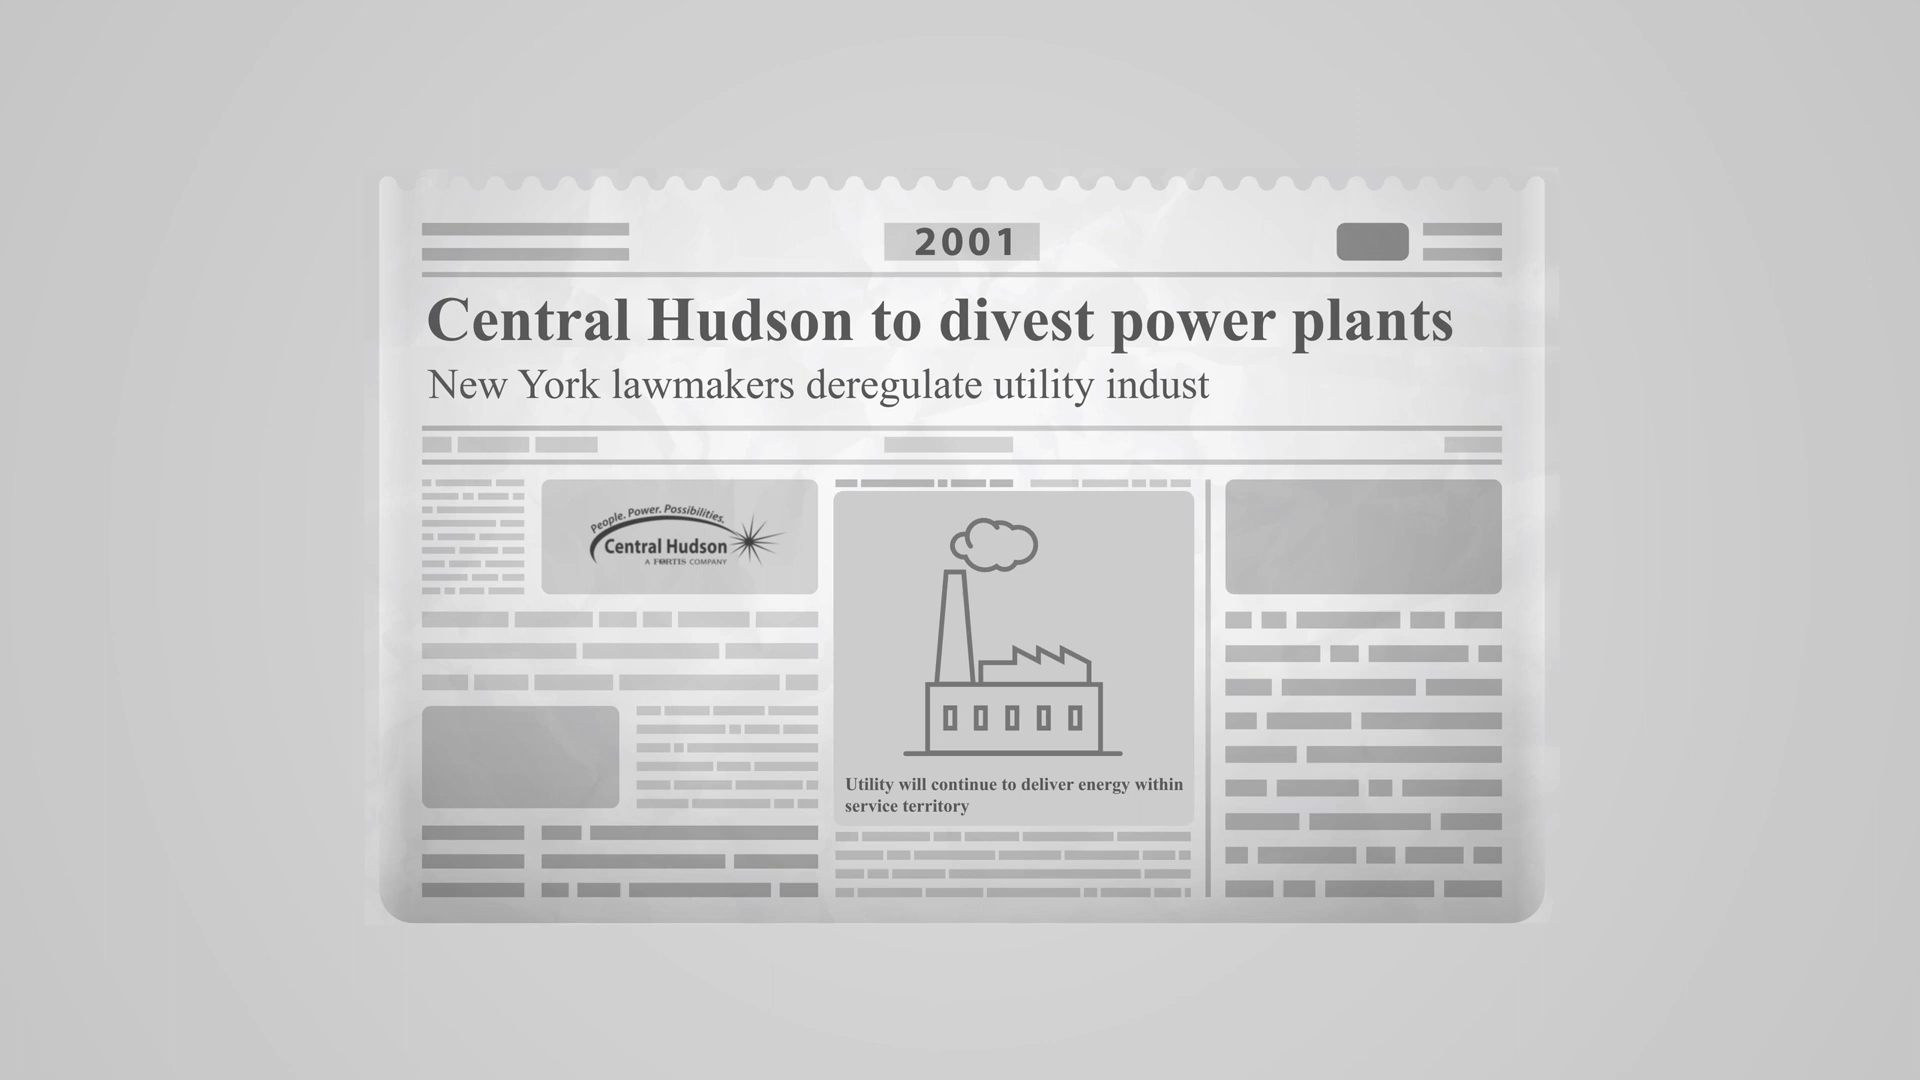 2001
Central Hudson to divest power plants
New York lawmakers deregulate utility indust
People. Power. Possibilities.
Central Hudson
A FORTIS COMPANY
Utility will continue to deliver energy within
service territory